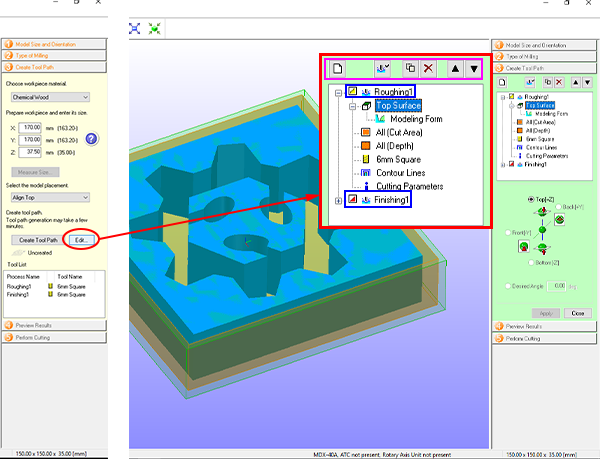 Model Size and Orientation
Type of Milling
Create Tool Path
Choose workpiece material.
Chemical Wood
Prepare workpiece and enter its size.
X: 170.00 mm (163.20-)
Y: 170.00 mm (163.20-)
Z: 37.50 mm (35.00-)
Measure Size...
Select the model placement.
Align Top
Create tool path.
Tool path generation may take a few
minutes.
Create Tool Path Edit...
Uncreated
Tool List
Process Name Tool Name
Roughing1 6mm Square
Finishing1 6mm Square
Preview Results
Perform Cutting
150.00 x 150.00 x 35.00 [mm]
Roughing1
Top Surface
Modeling Form
All (Cut Area)
All (Depth)
6mm Square
Contour Lines
Cutting Parameters
Finishing1
MDX-40A, ATC not present. Rotary Axis Unit not present
Model Size and Orientation
Type of Milling
Create Tool Path
Roughing1
Top Surface
Modeling Form
All (Cut Area)
All (Depth)
6mm Square
Contour Lines
Cutting Parameters
Finishing1
Top[+Z]
Back[+Y]
Front[-Y]
Bottom[-Z]
Desired Angle 0.00 deg.
Apply Close
Preview Results
Perform Cutting
150.00 x 150.00 x 35.00 [mm]